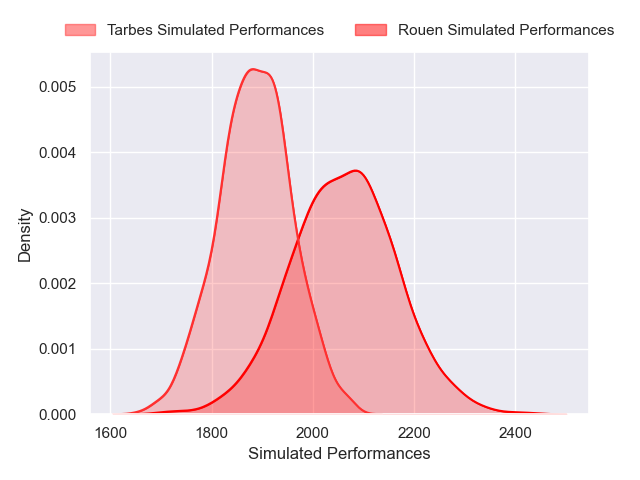 Tarbes Simulated Performances
Rouen Simulated Performances
0.005
0.004
0.003
0.002
0.001
0.000
Density
1600
1800
2000
2200
2400
Simulated Performances